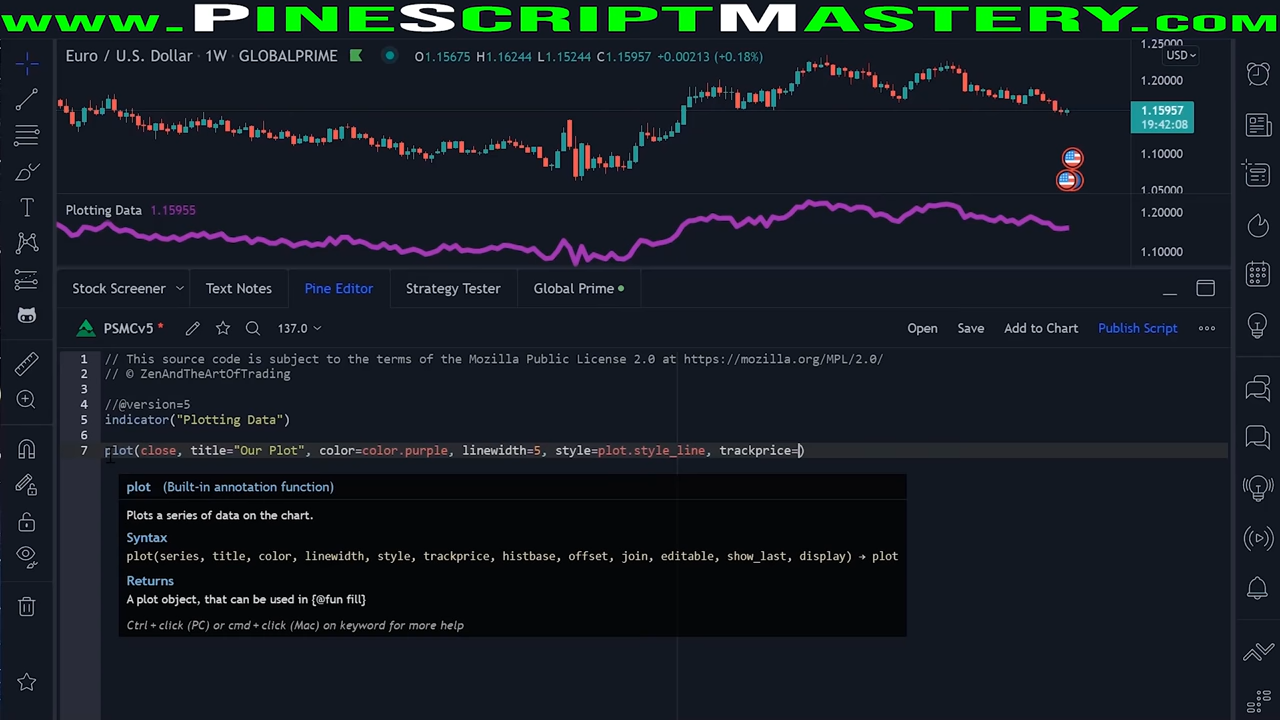 www.PineScriptMastery.com
Euro / U.S. Dollar · 1W · GLOBALPRIME O1.15675 H1.16244 L1.15244 C1.15957 +0.00213 (+0.18%)
1.25000
USD
1.20000
1.15957
19:42:08
1.10000
1.05000
Plotting Data 1.15955
1.20000
1.10000
Stock Screener Text Notes Pine Editor Strategy Tester Global Prime
PSMCv5 * 137.0 Open Save Add to Chart Publish Script
1 // This source code is subject to the terms of the Mozilla Public License 2.0 at https://mozilla.org/MPL/2.0/
2 // © ZenAndTheArtOfTrading
3
4 //@version=5
5 indicator("Plotting Data")
6
7 plot(close, title="Our Plot", color=color.purple, linewidth=5, style=plot.style_line, trackprice=)
plot (Built-in annotation function)
Plots a series of data on the chart.
Syntax
plot(series, title, color, linewidth, style, trackprice, histbase, offset, join, editable, show_last, display) → plot
Returns
A plot object, that can be used in {@fun fill}
Ctrl + click (PC) or cmd + click (Mac) on keyword for more help